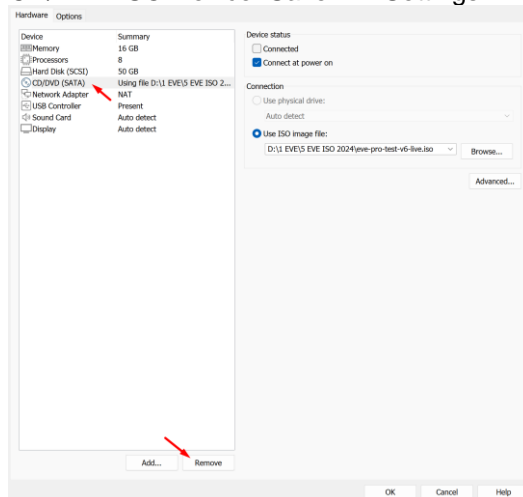 Hardware Options
Device Summary
Memory 16 GB
Processors 8
Hard Disk (SCSI) 50 GB
CD/DVD (SATA) Using file D:\1 EVE\5 EVE ISO 2...
Network Adapter NAT
USB Controller Present
Sound Card Auto detect
Display Auto detect
Add... Remove
Device status
Connected
Connect at power on
Connection
Use physical drive:
Auto detect
Use ISO image file:
D:\1 EVE\5 EVE ISO 2024\eve-pro-test-v6-live.iso Browse...
Advanced...
OK Cancel Help